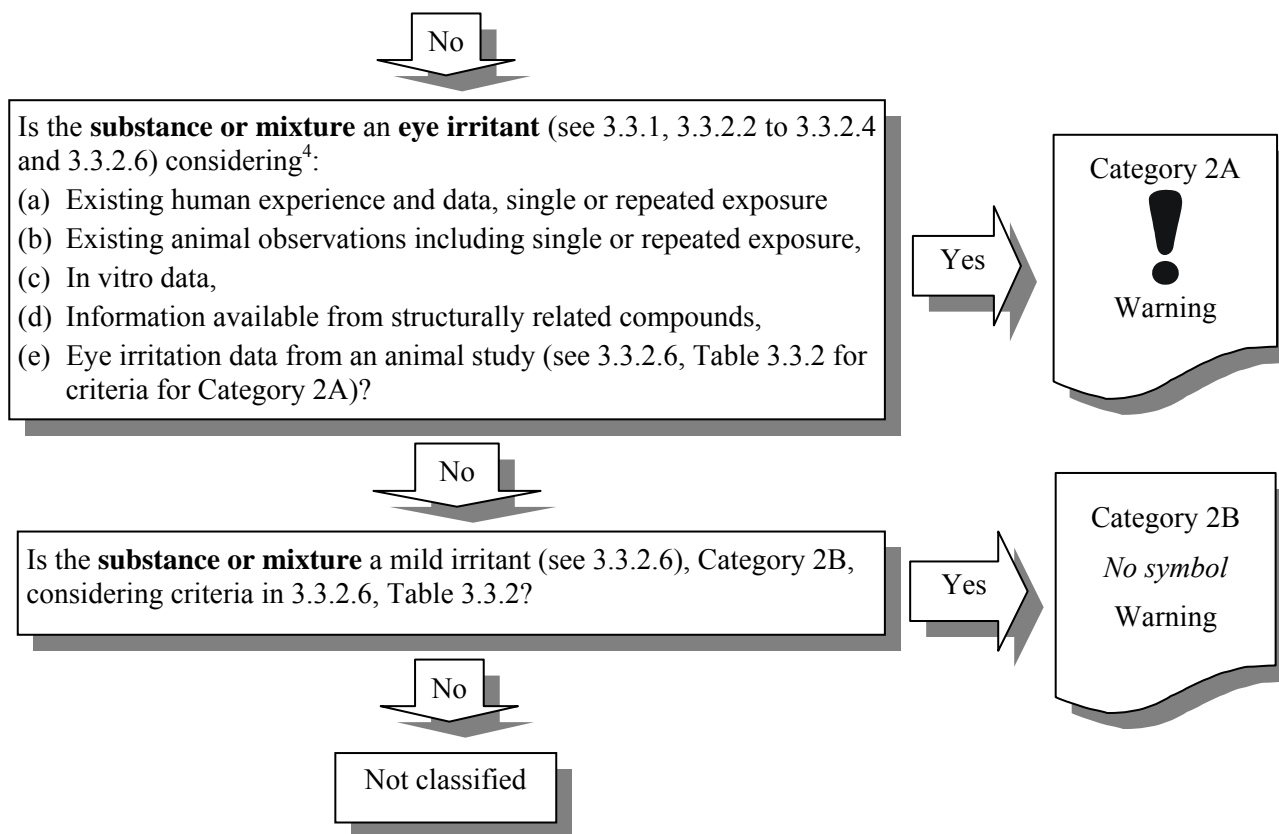 No
Is the substance or mixture an eye irritant (see 3.3.1, 3.3.2.2 to 3.3.2.4
and 3.3.2.6) considering4:
(a) Existing human experience and data, single or repeated exposure
(b) Existing animal observations including single or repeated exposure,
(c) In vitro data,
(d) Information available from structurally related compounds,
(e) Eye irritation data from an animal study (see 3.3.2.6, Table 3.3.2 for
criteria for Category 2A)?
Yes
Category 2A
!
Warning
No
Is the substance or mixture a mild irritant (see 3.3.2.6), Category 2B,
considering criteria in 3.3.2.6, Table 3.3.2?
Yes
Category 2B
No symbol
Warning
No
Not classified